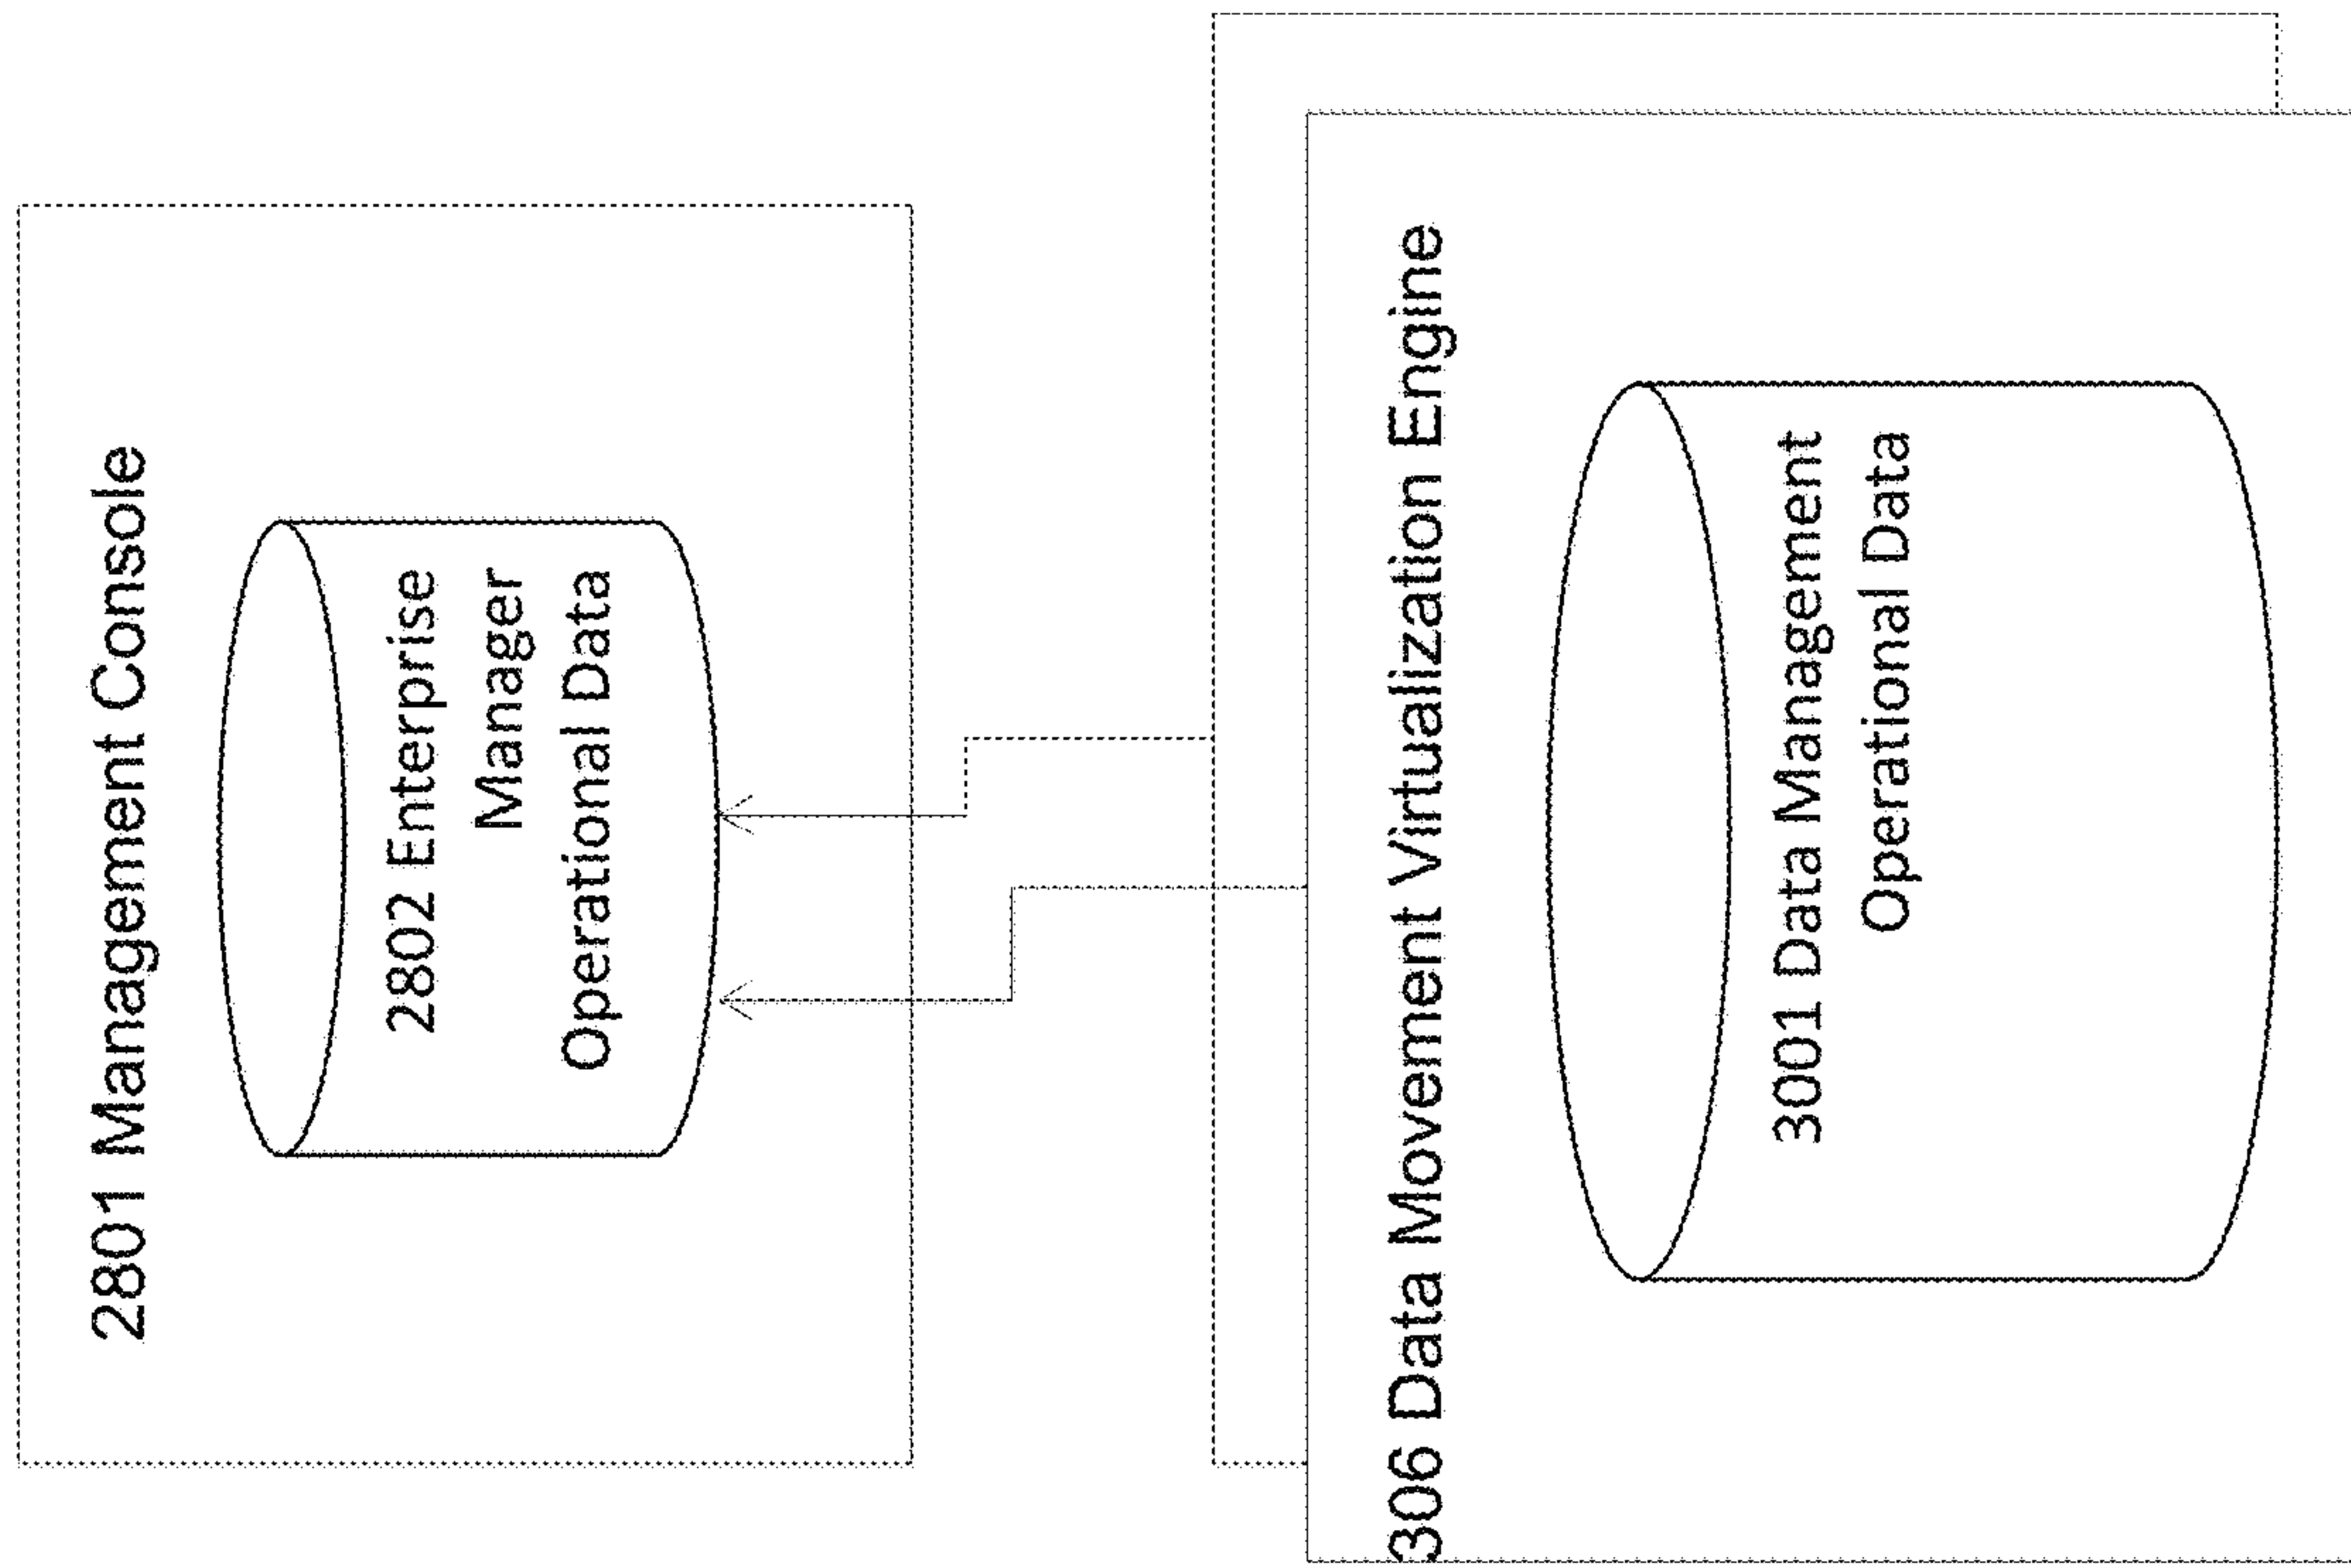 2801 Management Console
2802 Enterprise
Manager
Operational Data
306 Data Movement Virtualization Engine
3001 Data Management
Operational Data